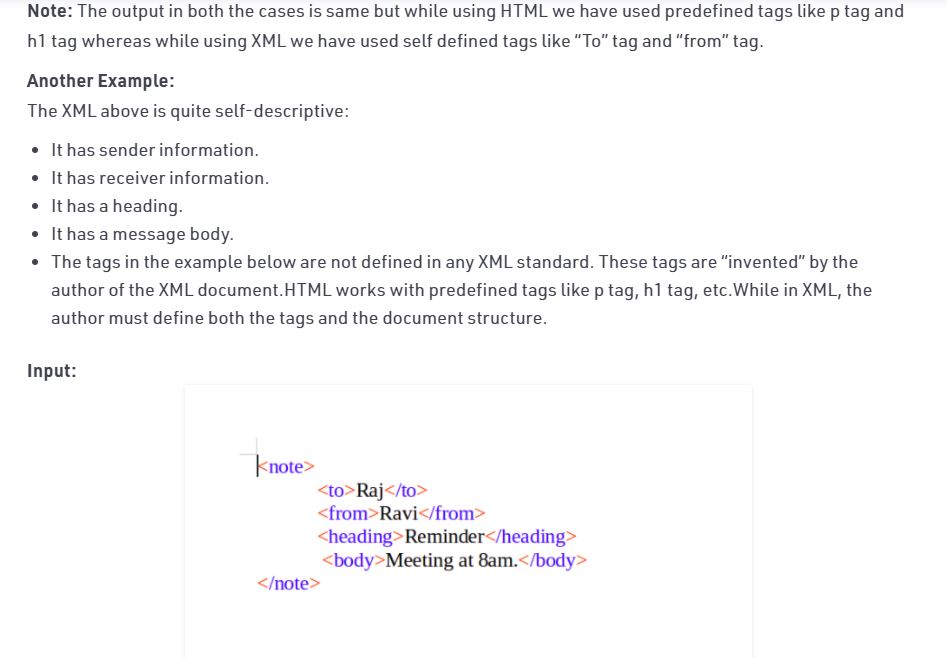 Note: The output in both the cases is same but while using HTML we have used predefined tags like p tag and
h1 tag whereas while using XML we have used self defined tags like “To” tag and “from” tag.
Another Example:
The XML above is quite self-descriptive:
• It has sender information.
• It has receiver information.
• It has a heading.
• It has a message body.
• The tags in the example below are not defined in any XML standard. These tags are “invented” by the
author of the XML document.HTML works with predefined tags like p tag, h1 tag, etc.While in XML, the
author must define both the tags and the document structure.
Input:
<note>
<to>Raj</to>
<from>Ravi</from>
<heading>Reminder</heading>
<body>Meeting at 8am.</body>
</note>